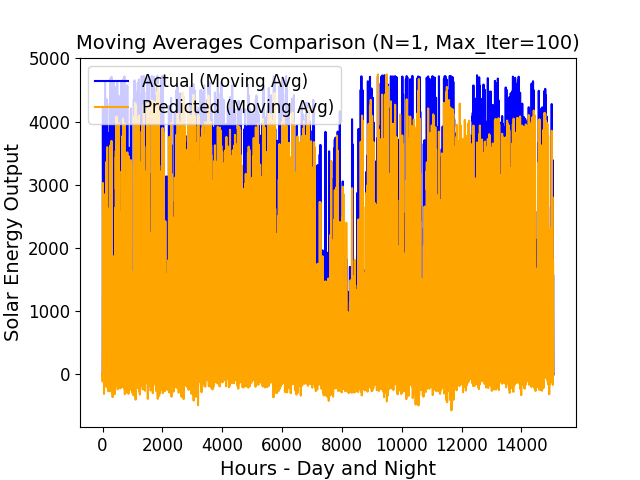 Moving Averages Comparison (N=1, Max_Iter=100)
Actual (Moving Avg)
Predicted (Moving Avg)
Solar Energy Output
5000
4000
3000
2000
1000
0
0 2000 4000 6000 8000 10000 12000 14000
Hours - Day and Night